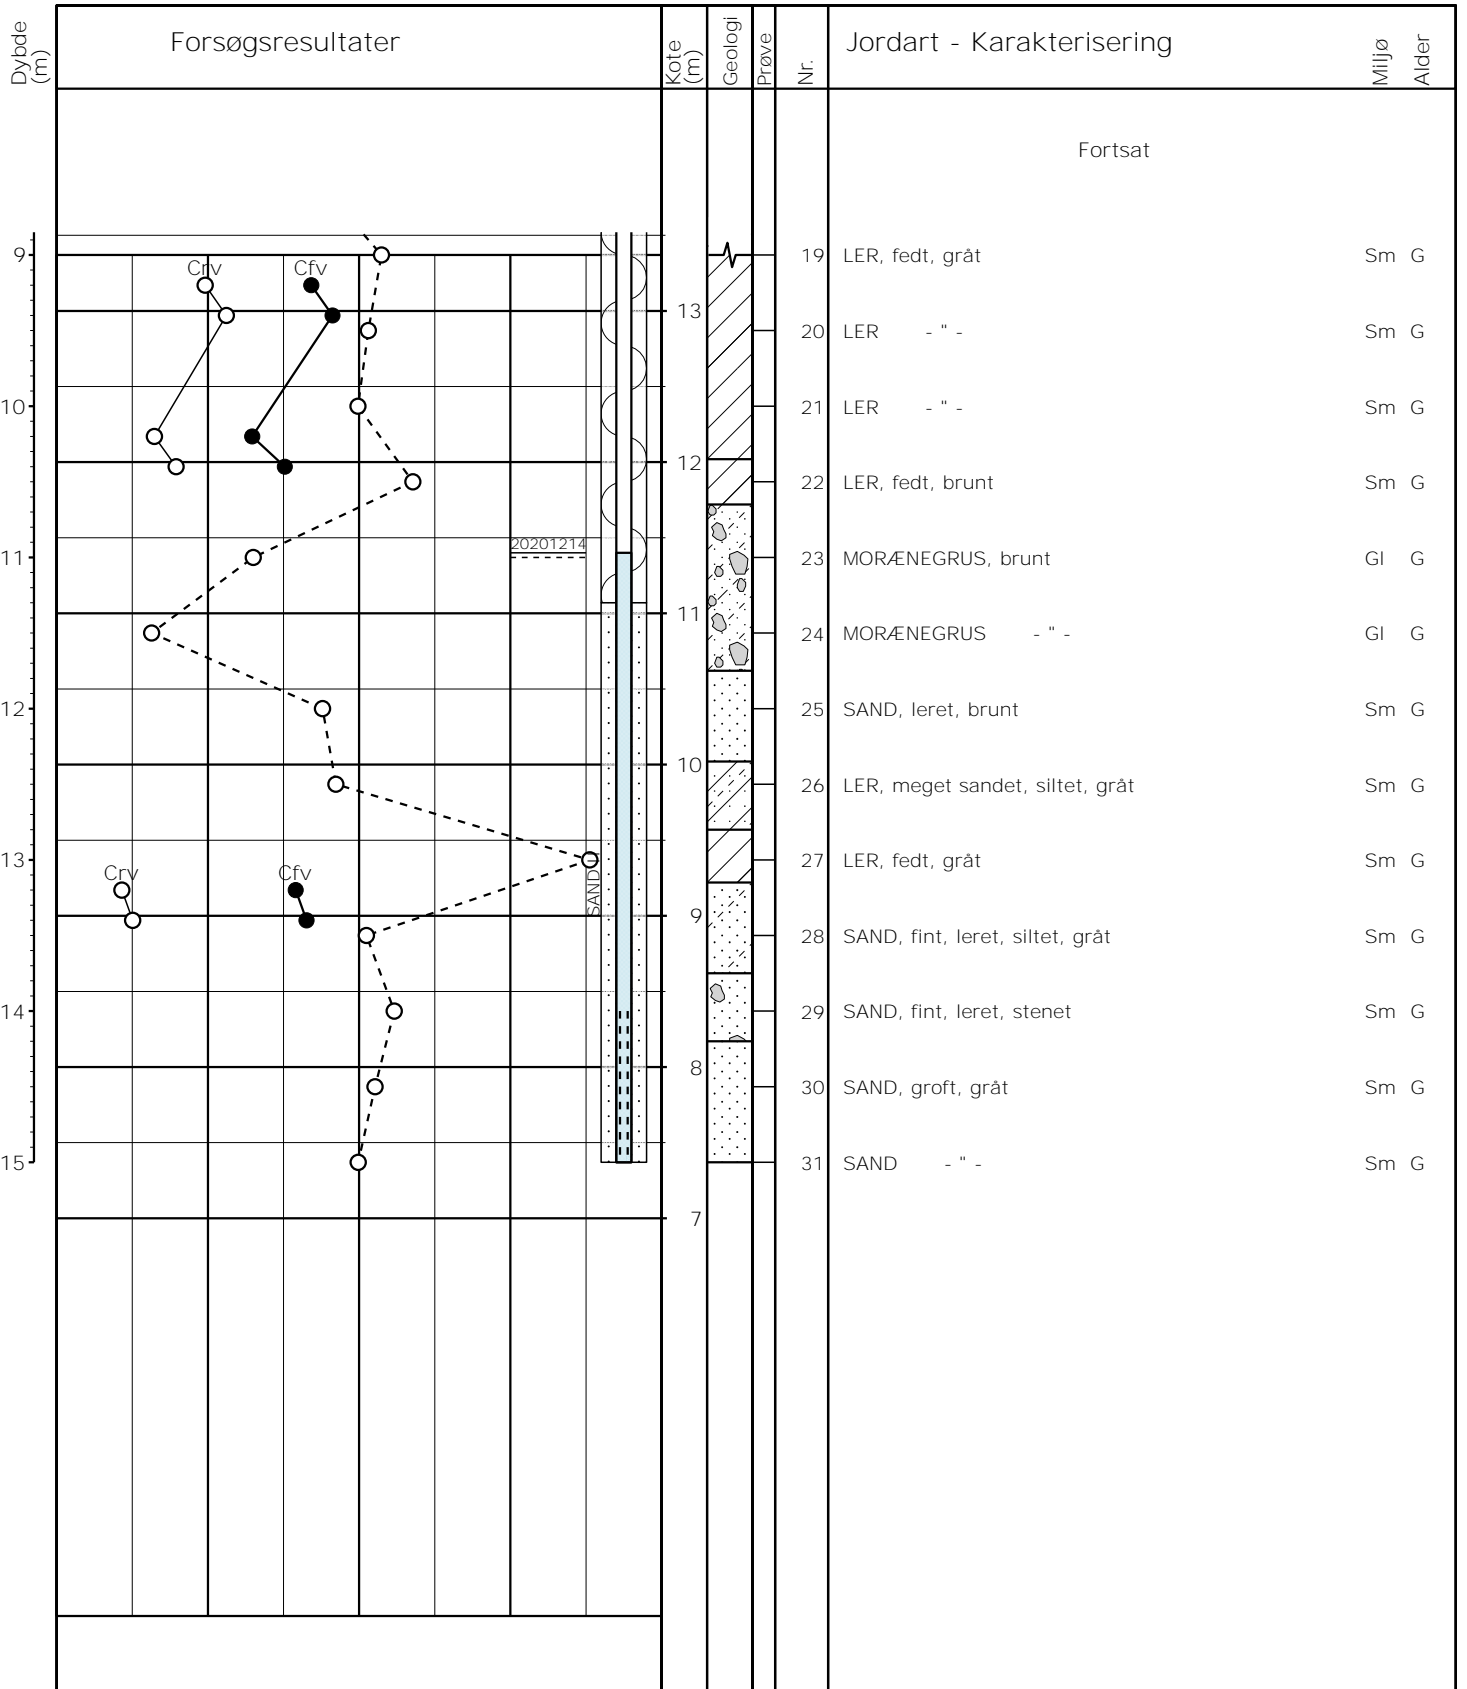 Dybde (m) Forsøgsresultater Kote (m) Geologi Prøve Nr. Jordart - Karakterisering Miljø Alder
Fortsat
9 19 LER, fedt, gråt Sm G
Crv Cfv
13
20 LER - " - Sm G
10 21 LER - " - Sm G
12
22 LER, fedt, brunt Sm G
20201214
11 23 MORÆNEGRUS, brunt Gl G
11
24 MORÆNEGRUS - " - Gl G
12 25 SAND, leret, brunt Sm G
10
26 LER, meget sandet, siltet, gråt Sm G
13 27 LER, fedt, gråt Sm G
Crv Cfv
SAND
9
28 SAND, fint, leret, siltet, gråt Sm G
14 29 SAND, fint, leret, stenet Sm G
8
30 SAND, groft, gråt Sm G
15 31 SAND - " - Sm G
7